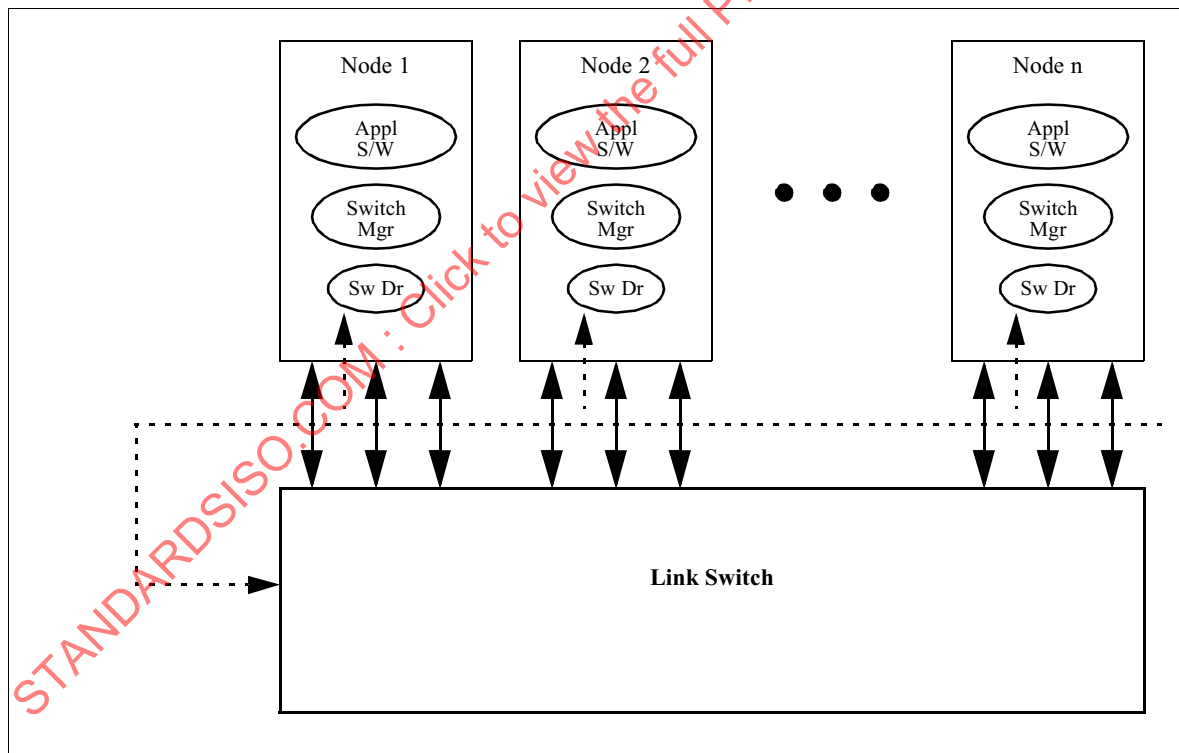 Node 1
Appl
S/W
Switch
Mgr
Sw Dr
Node 2
Appl
S/W
Switch
Mgr
Sw Dr
Node n
Appl
S/W
Switch
Mgr
Sw Dr
Link Switch
STANDARDSISO.COM : Click to view the full